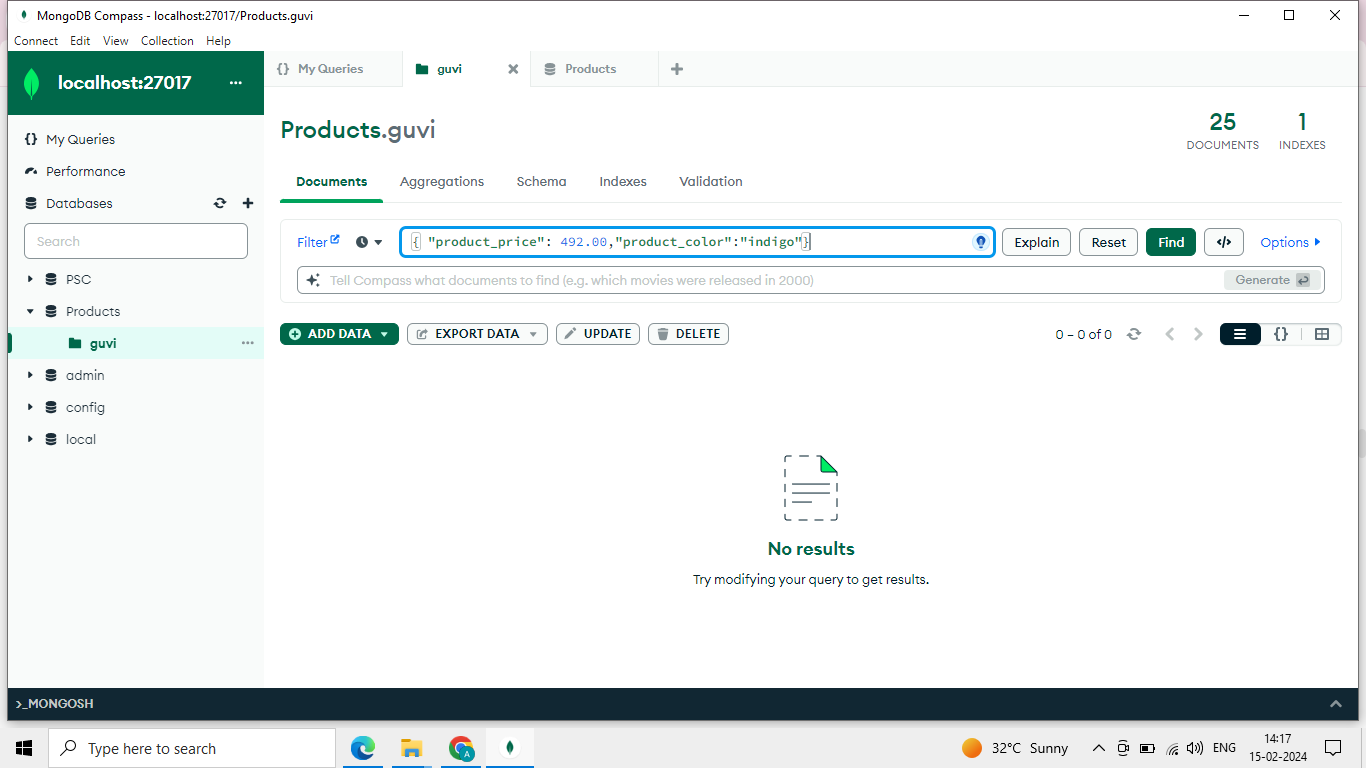 MongoDB Compass - localhost:27017/Products.guvi
Connect Edit View Collection Help
localhost:27017
{} My Queries
guvi
Products
Products.guvi
25
DOCUMENTS
1
INDEXES
My Queries
Performance
Databases
Search
PSC
Products
guvi
admin
config
local
Documents Aggregations Schema Indexes Validation
Filter
{ "product_price": 492.00,"product_color":"indigo"}
Explain
Reset
Find
</>
Options
Tell Compass what documents to find (e.g. which movies were released in 2000)
Generate
ADD DATA
EXPORT DATA
UPDATE
DELETE
0 – 0 of 0
{}
No results
Try modifying your query to get results.
>_MONGOSH
Type here to search
A
32°C Sunny
ENG
14:17
15-02-2024